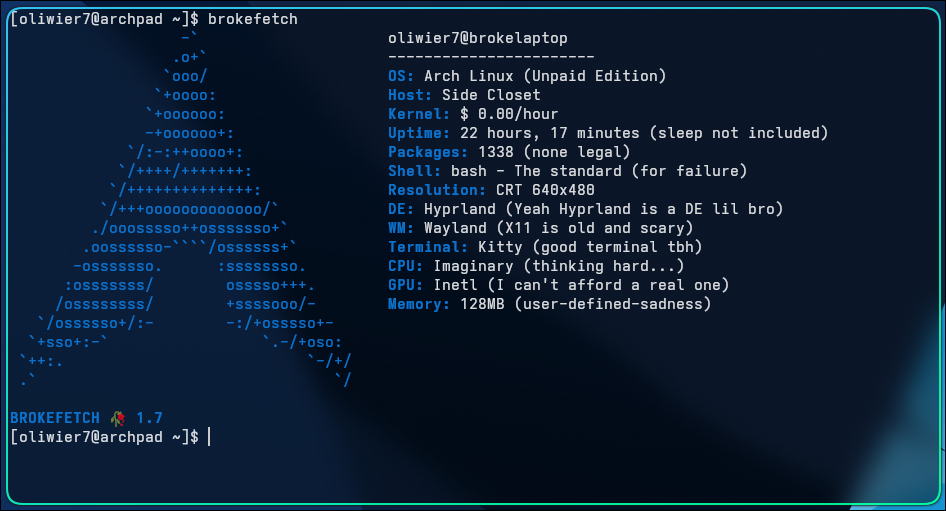 [oliwier7@archpad ~]$ brokefetch
                   -`                     oliwier7@brokelaptop
                  .o+`                    -----------------------
                 `ooo/                    OS: Arch Linux (Unpaid Edition)
                `+oooo:                   Host: Side Closet
               `+oooooo:                  Kernel: $ 0.00/hour
               -+oooooo+:                 Uptime: 22 hours, 17 minutes (sleep not included)
             `/:-:++oooo+:                Packages: 1338 (none legal)
            `/++++/+++++++:               Shell: bash - The standard (for failure)
           `/++++++++++++++:              Resolution: CRT 640x480
          `/+++ooooooooooooo/`            DE: Hyprland (Yeah Hyprland is a DE lil bro)
         ./ooosssso++osssssso+`           WM: Wayland (X11 is old and scary)
        .oossssso-````/ossssss+`          Terminal: Kitty (good terminal tbh)
       -osssssso.      :ssssssso.         CPU: Imaginary (thinking hard...)
      :osssssss/        osssso+++.        GPU: Inetl (I can't afford a real one)
     /ossssssss/        +ssssooo/-        Memory: 128MB (user-defined-sadness)
   `/ossssso+/:-        -:/+osssso+-
  `+sso+:-`                 `.-/+oso:
 `++:.                           `-/+/
 .`                                 `/

BROKEFETCH 🥀 1.7
[oliwier7@archpad ~]$